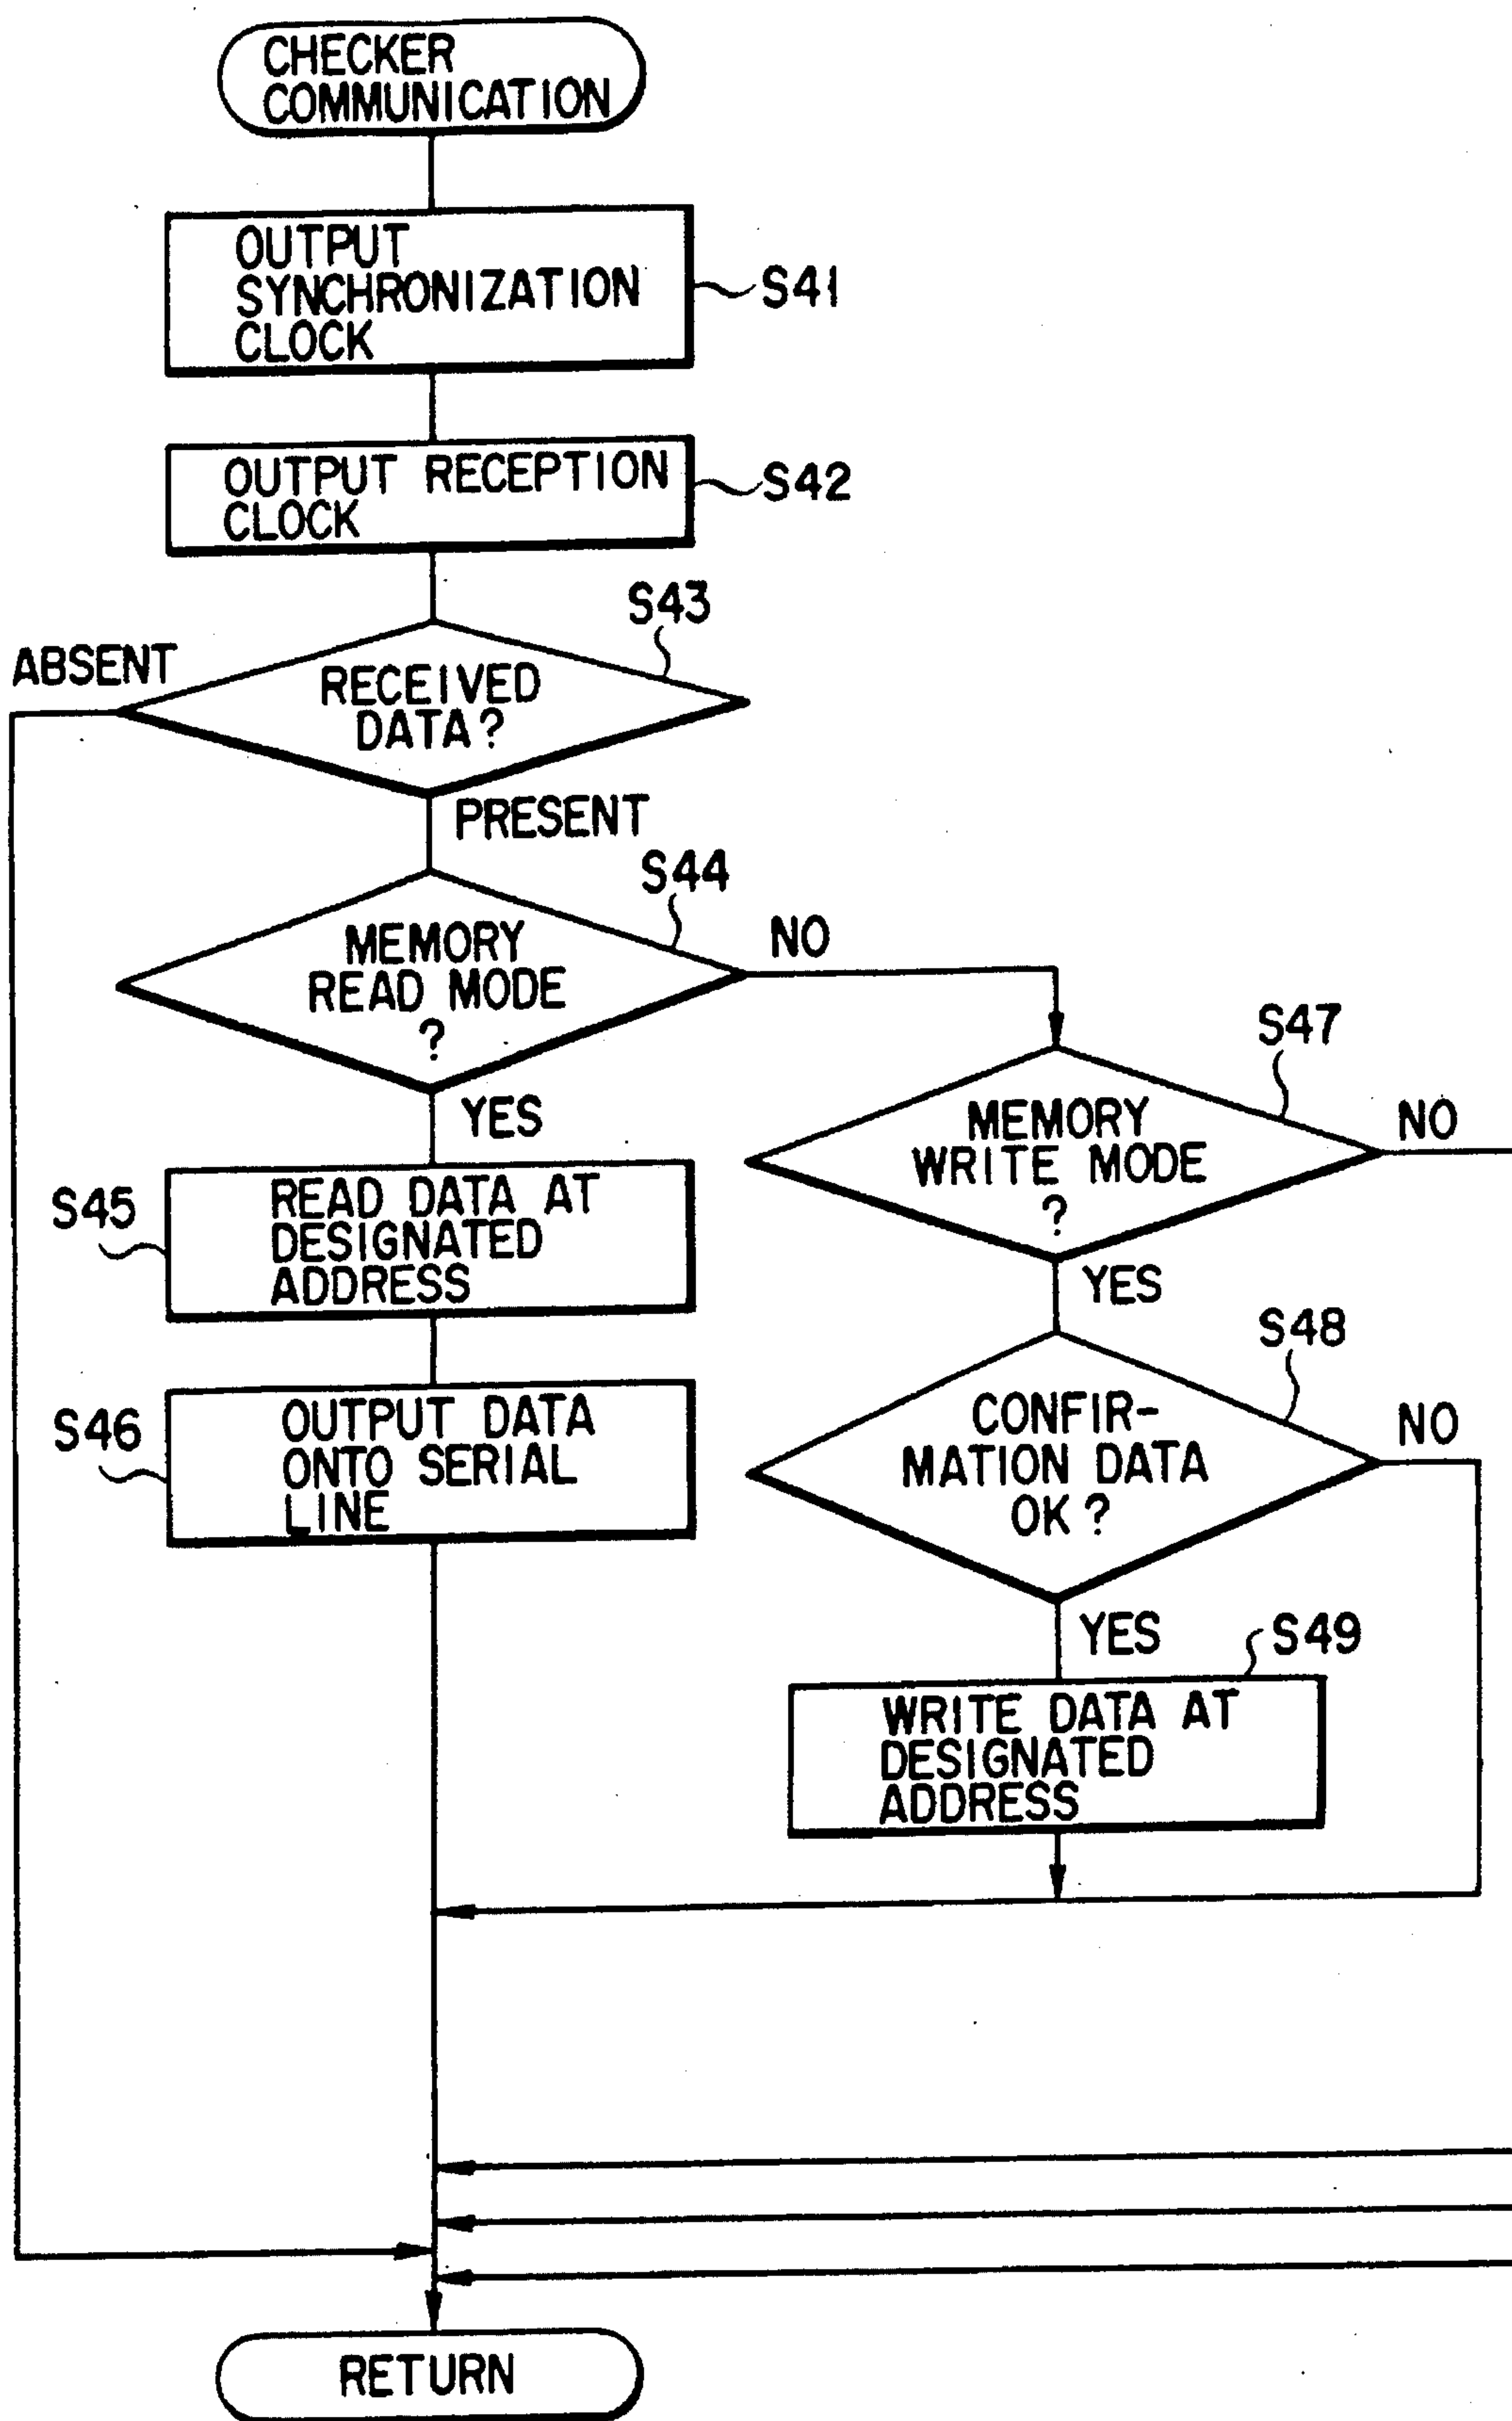 CHECKER
COMMUNICATION
OUTPUT
SYNCHRONIZATION
CLOCK
S41
OUTPUT RECEPTION
CLOCK
S42
S43
ABSENT
RECEIVED
DATA?
PRESENT
S44
MEMORY
READ MODE
?
NO
YES
S45
READ DATA AT
DESIGNATED
ADDRESS
S46
OUTPUT DATA
ONTO SERIAL
LINE
S47
MEMORY
WRITE MODE
?
NO
YES
S48
CONFIR-
MATION DATA
OK?
NO
YES
S49
WRITE DATA AT
DESIGNATED
ADDRESS
RETURN